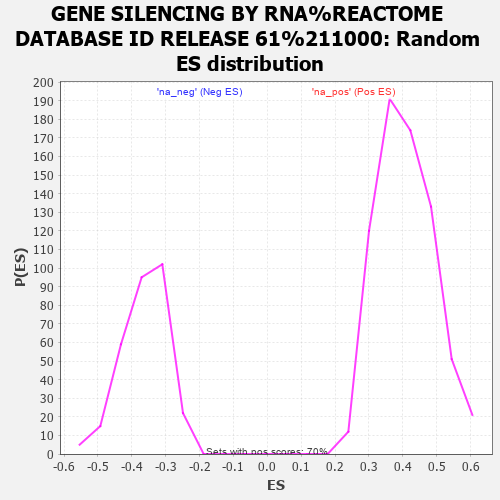 GENE SILENCING BY RNA%REACTOME
DATABASE ID RELEASE 61%211000: Random
ES distribution
'na_neg' (Neg ES)
'na_pos' (Pos ES)
P(ES)
200
190
180
170
160
150
140
130
120
110
100
90
80
70
60
50
40
30
20
10
0
Sets with pos scores: 70%
-0.6 -0.5 -0.4 -0.3 -0.2 -0.1 0.0 0.1 0.2 0.3 0.4 0.5 0.6
ES